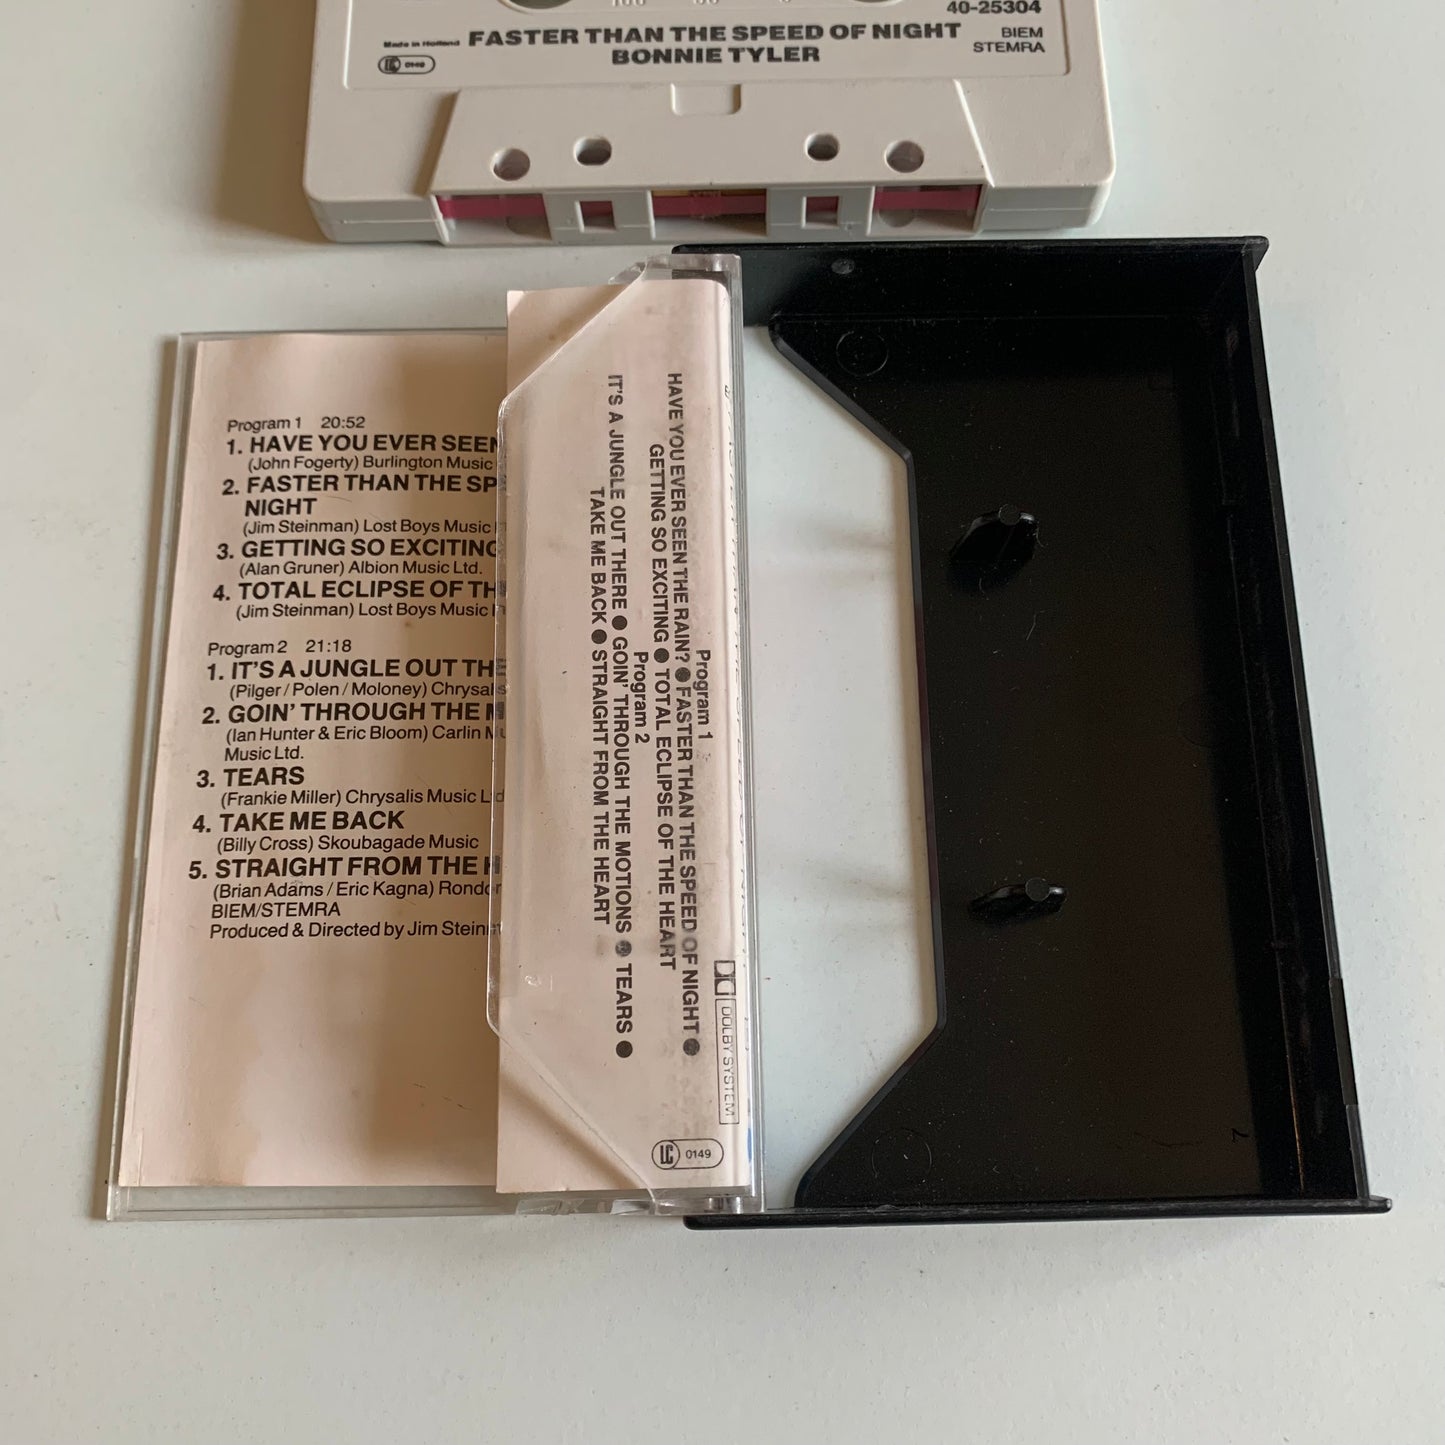 40-25304
Made in Holland FASTER THAN THE SPEED OF NIGHT BIEM
LC 0149 BONNIE TYLER STEMRA
Program 1 20:52
1. HAVE YOU EVER SEEN
(John Fogerty) Burlington Music
2. FASTER THAN THE SP
NIGHT
(Jim Steinman) Lost Boys Music
3. GETTING SO EXCITING
(Alan Gruner) Albion Music Ltd.
4. TOTAL ECLIPSE OF TH
(Jim Steinman) Lost Boys Music
Program 2 21:18
1. IT'S A JUNGLE OUT THE
(Pilger/Polen/Moloney) Chrysalis
2. GOIN' THROUGH THE M
(Ian Hunter & Eric Bloom) Carlin
Music Ltd.
3. TEARS
(Frankie Miller) Chrysalis Music Ltd
4. TAKE ME BACK
(Billy Cross) Skoubagade Music
5. STRAIGHT FROM THE H
(Brian Adams/Eric Kagna) Rondor
BIEM/STEMRA
Produced & Directed by Jim Stein
Program 1
HAVE YOU EVER SEEN THE RAIN? ● FASTER THAN THE SPEED OF NIGHT ●
GETTING SO EXCITING ● TOTAL ECLIPSE OF THE HEART
Program 2
IT'S A JUNGLE OUT THERE ● GOIN' THROUGH THE MOTIONS ● TEARS ●
TAKE ME BACK ● STRAIGHT FROM THE HEART
DOLBY SYSTEM
LC 0149